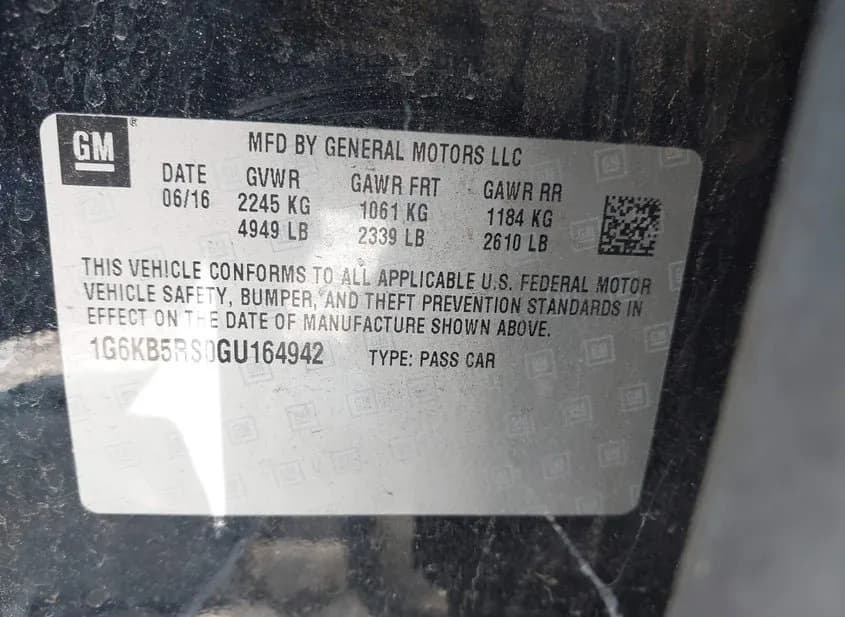 GM
MFD BY GENERAL MOTORS LLC
DATE GVWR GAWR FRT GAWR RR
06/16 2245 KG 1061 KG 1184 KG
4949 LB 2339 LB 2610 LB
THIS VEHICLE CONFORMS TO ALL APPLICABLE U.S. FEDERAL MOTOR
VEHICLE SAFETY, BUMPER, AND THEFT PREVENTION STANDARDS IN
EFFECT ON THE DATE OF MANUFACTURE SHOWN ABOVE.
1G6KB5RS0GU164942 TYPE: PASS CAR